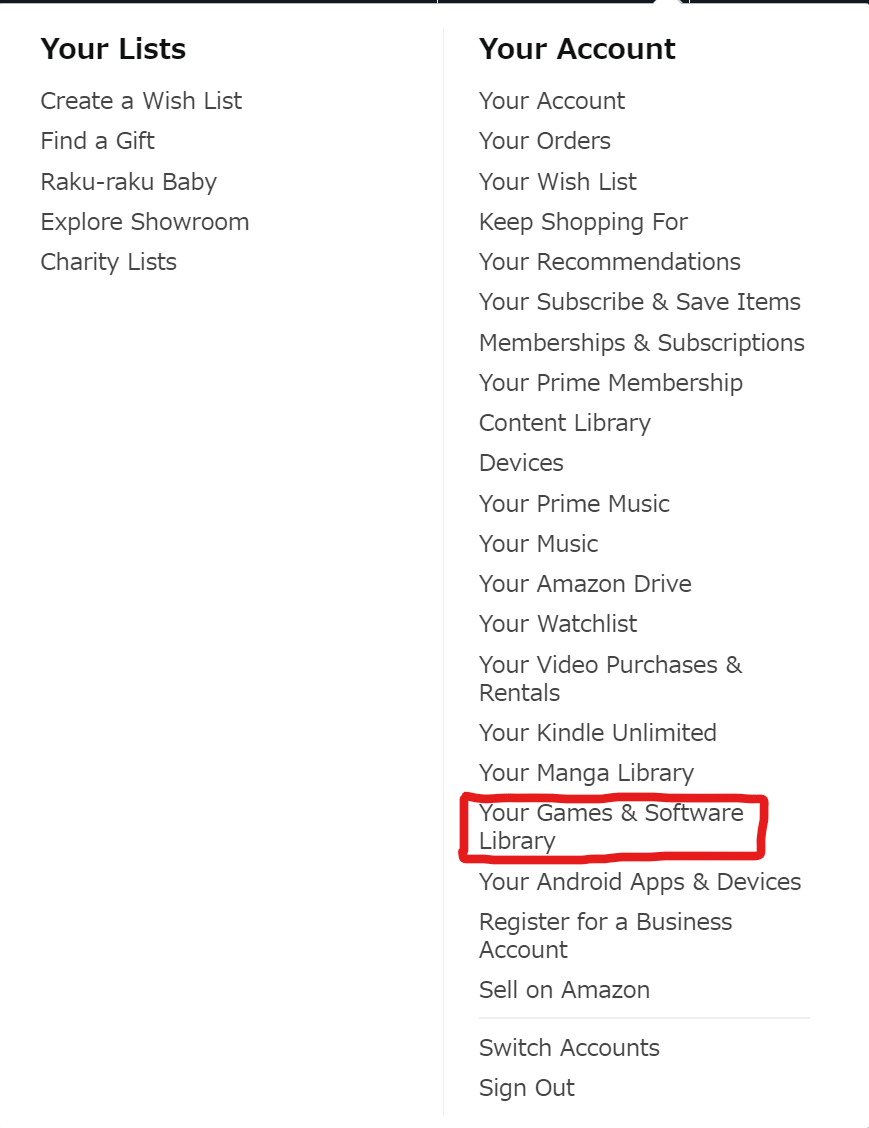 Your Lists
Create a Wish List
Find a Gift
Raku-raku Baby
Explore Showroom
Charity Lists
Your Account
Your Account
Your Orders
Your Wish List
Keep Shopping For
Your Recommendations
Your Subscribe & Save Items
Memberships & Subscriptions
Your Prime Membership
Content Library
Devices
Your Prime Music
Your Music
Your Amazon Drive
Your Watchlist
Your Video Purchases &
Rentals
Your Kindle Unlimited
Your Manga Library
Your Games & Software
Library
Your Android Apps & Devices
Register for a Business
Account
Sell on Amazon
Switch Accounts
Sign Out